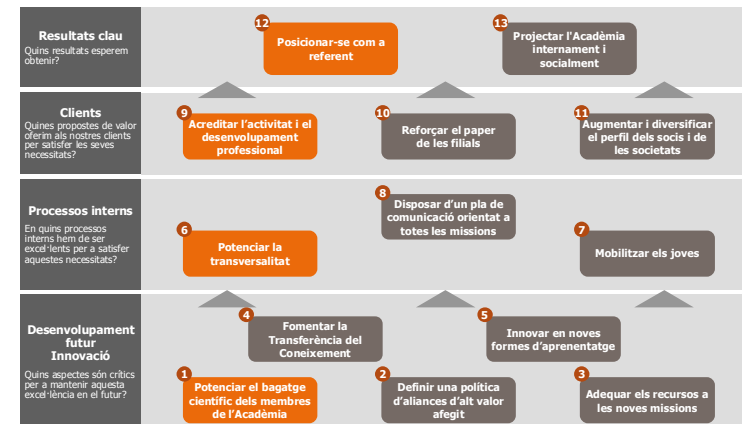 Resultats clau
Quins resultats esperem
obtenir?
12
Posicionar-se com a
referent
13
Projectar l'Acadèmia
internament i
socialment
Clients
Quines propostes de valor
oferim als nostres clients
per satisfer les seves
necessitats?
9
Acreditar l’activitat i el
desenvolupament
professional
10
Reforçar el paper
de les filials
11
Augmentar i diversificar
el perfil dels socis i de
les societats
Processos interns
En quins processos
interns hem de ser
excel·lents per a satisfer
aquestes necessitats?
6
Potenciar la
transversalitat
8
Disposar d’un pla de
comunicació orientat a
totes les missions
7
Mobilitzar els joves
Desenvolupament
futur
Innovació
Quins aspectes són crítics
per a mantenir aquesta
excel·lència en el futur?
4
Fomentar la
Transferència del
Coneixement
5
Innovar en noves
formes d’aprenentatge
1
Potenciar el bagatge
científic dels membres
de l’Acadèmia
2
Definir una política
d’aliances d’alt valor
afegit
3
Adequar els recursos a
les noves missions